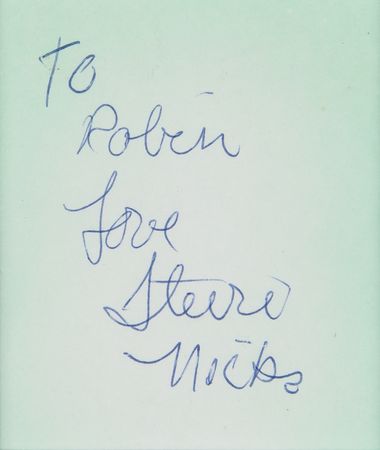 TO
Robin
Love
Stevie
Nicks